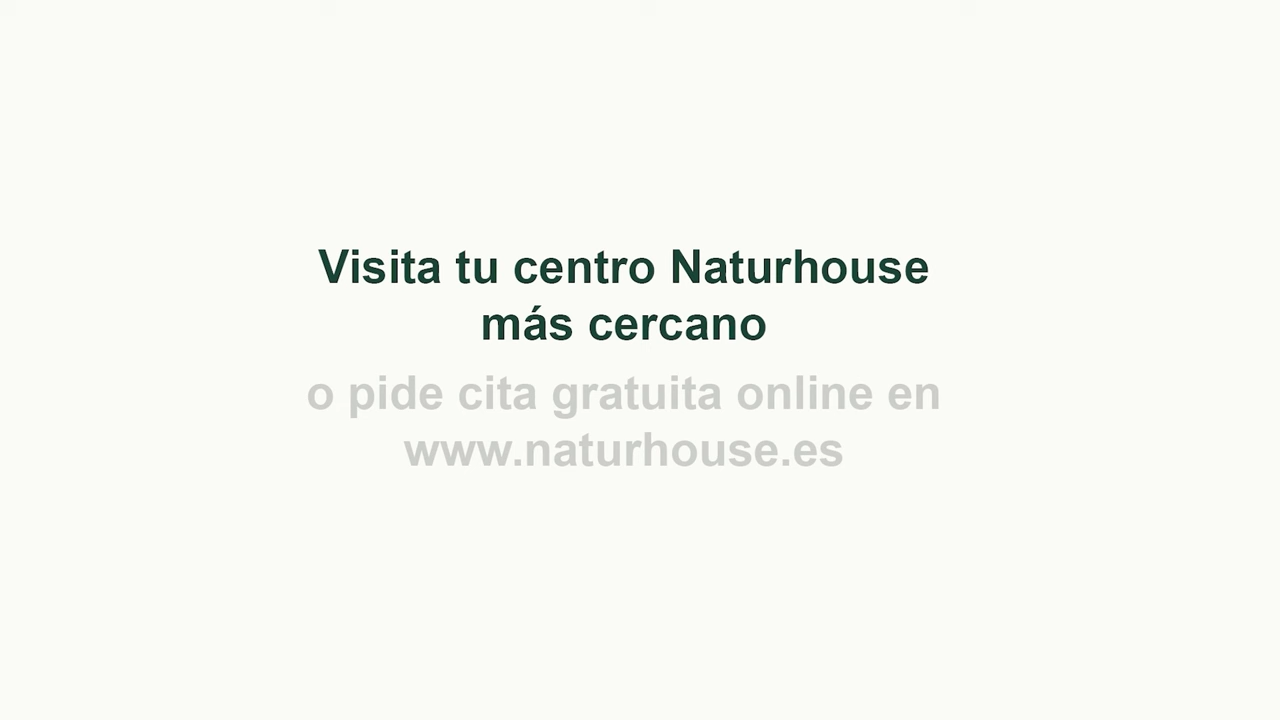 Visita tu centro Naturhouse
más cercano
o pide cita gratuita online en
www.naturhouse.es